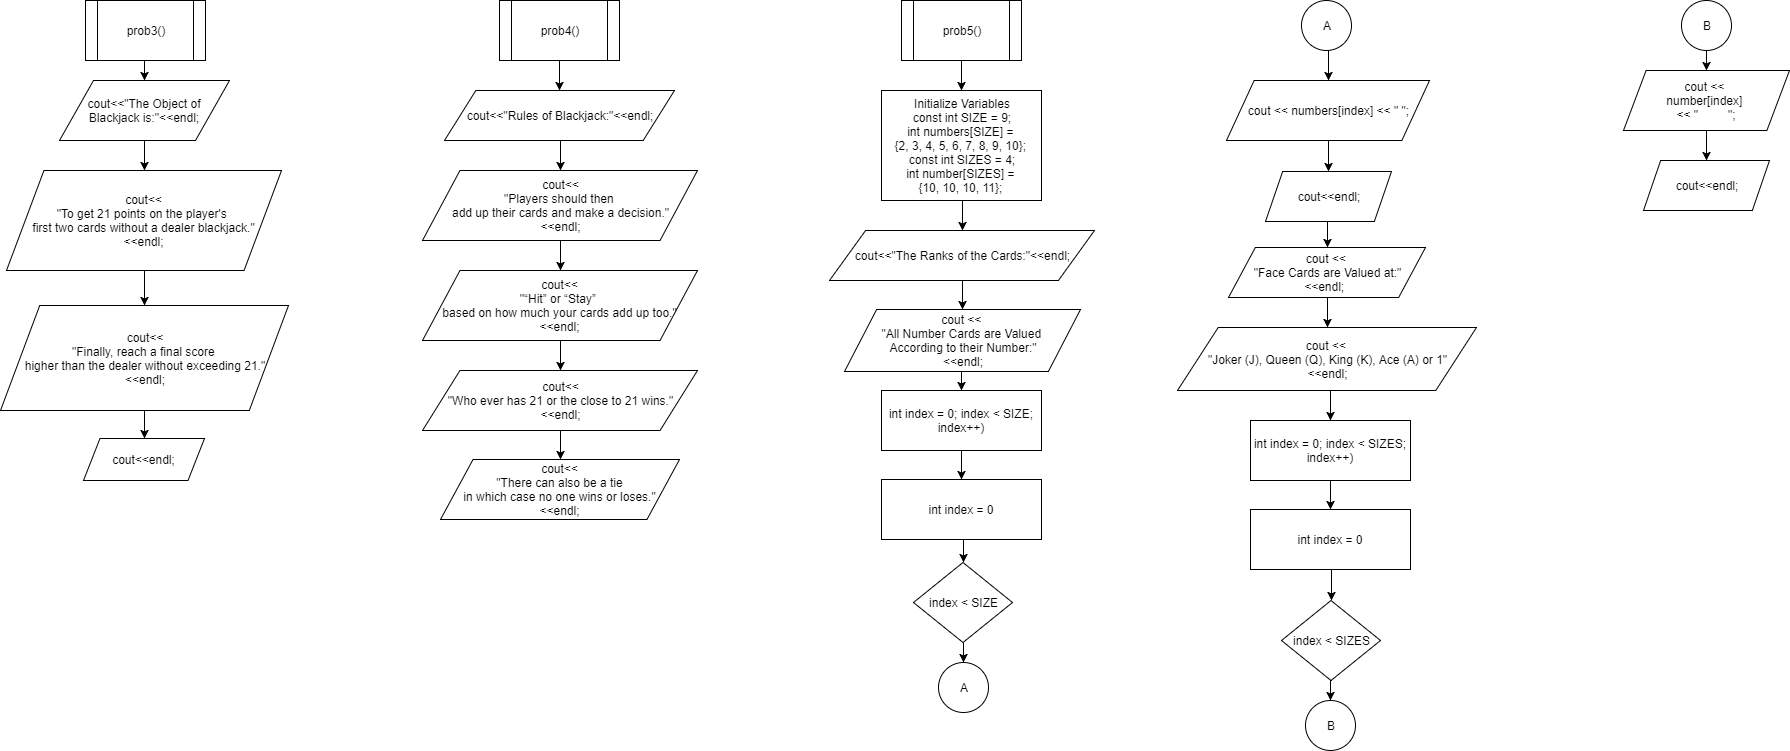 prob3()
cout<<"The Object of
Blackjack is:"<<endl;
cout<<
"To get 21 points on the player's
first two cards without a dealer blackjack."
<<endl;
cout<<
"Finally, reach a final score
higher than the dealer without exceeding 21."
<<endl;
cout<<endl;
prob4()
cout<<"Rules of Blackjack:"<<endl;
cout<<
"Players should then
add up their cards and make a decision."
<<endl;
cout<<
"“Hit” or “Stay”
based on how much your cards add up too."
<<endl;
cout<<
"Who ever has 21 or the close to 21 wins."
<<endl;
cout<<
"There can also be a tie
in which case no one wins or loses."
<<endl;
prob5()
Initialize Variables
const int SIZE = 9;
int numbers[SIZE] =
{2, 3, 4, 5, 6, 7, 8, 9, 10};
const int SIZES = 4;
int number[SIZES] =
{10, 10, 10, 11};
cout<<"The Ranks of the Cards:"<<endl;
cout <<
"All Number Cards are Valued
According to their Number:"
<<endl;
int index = 0; index < SIZE;
index++)
int index = 0
index < SIZE
A
A
cout << numbers[index] << " ";
cout<<endl;
cout <<
"Face Cards are Valued at:"
<<endl;
cout <<
"Joker (J), Queen (Q), King (K), Ace (A) or 1"
<<endl;
int index = 0; index < SIZES;
index++)
int index = 0
index < SIZES
B
B
cout <<
number[index]
<< "         ";
cout<<endl;